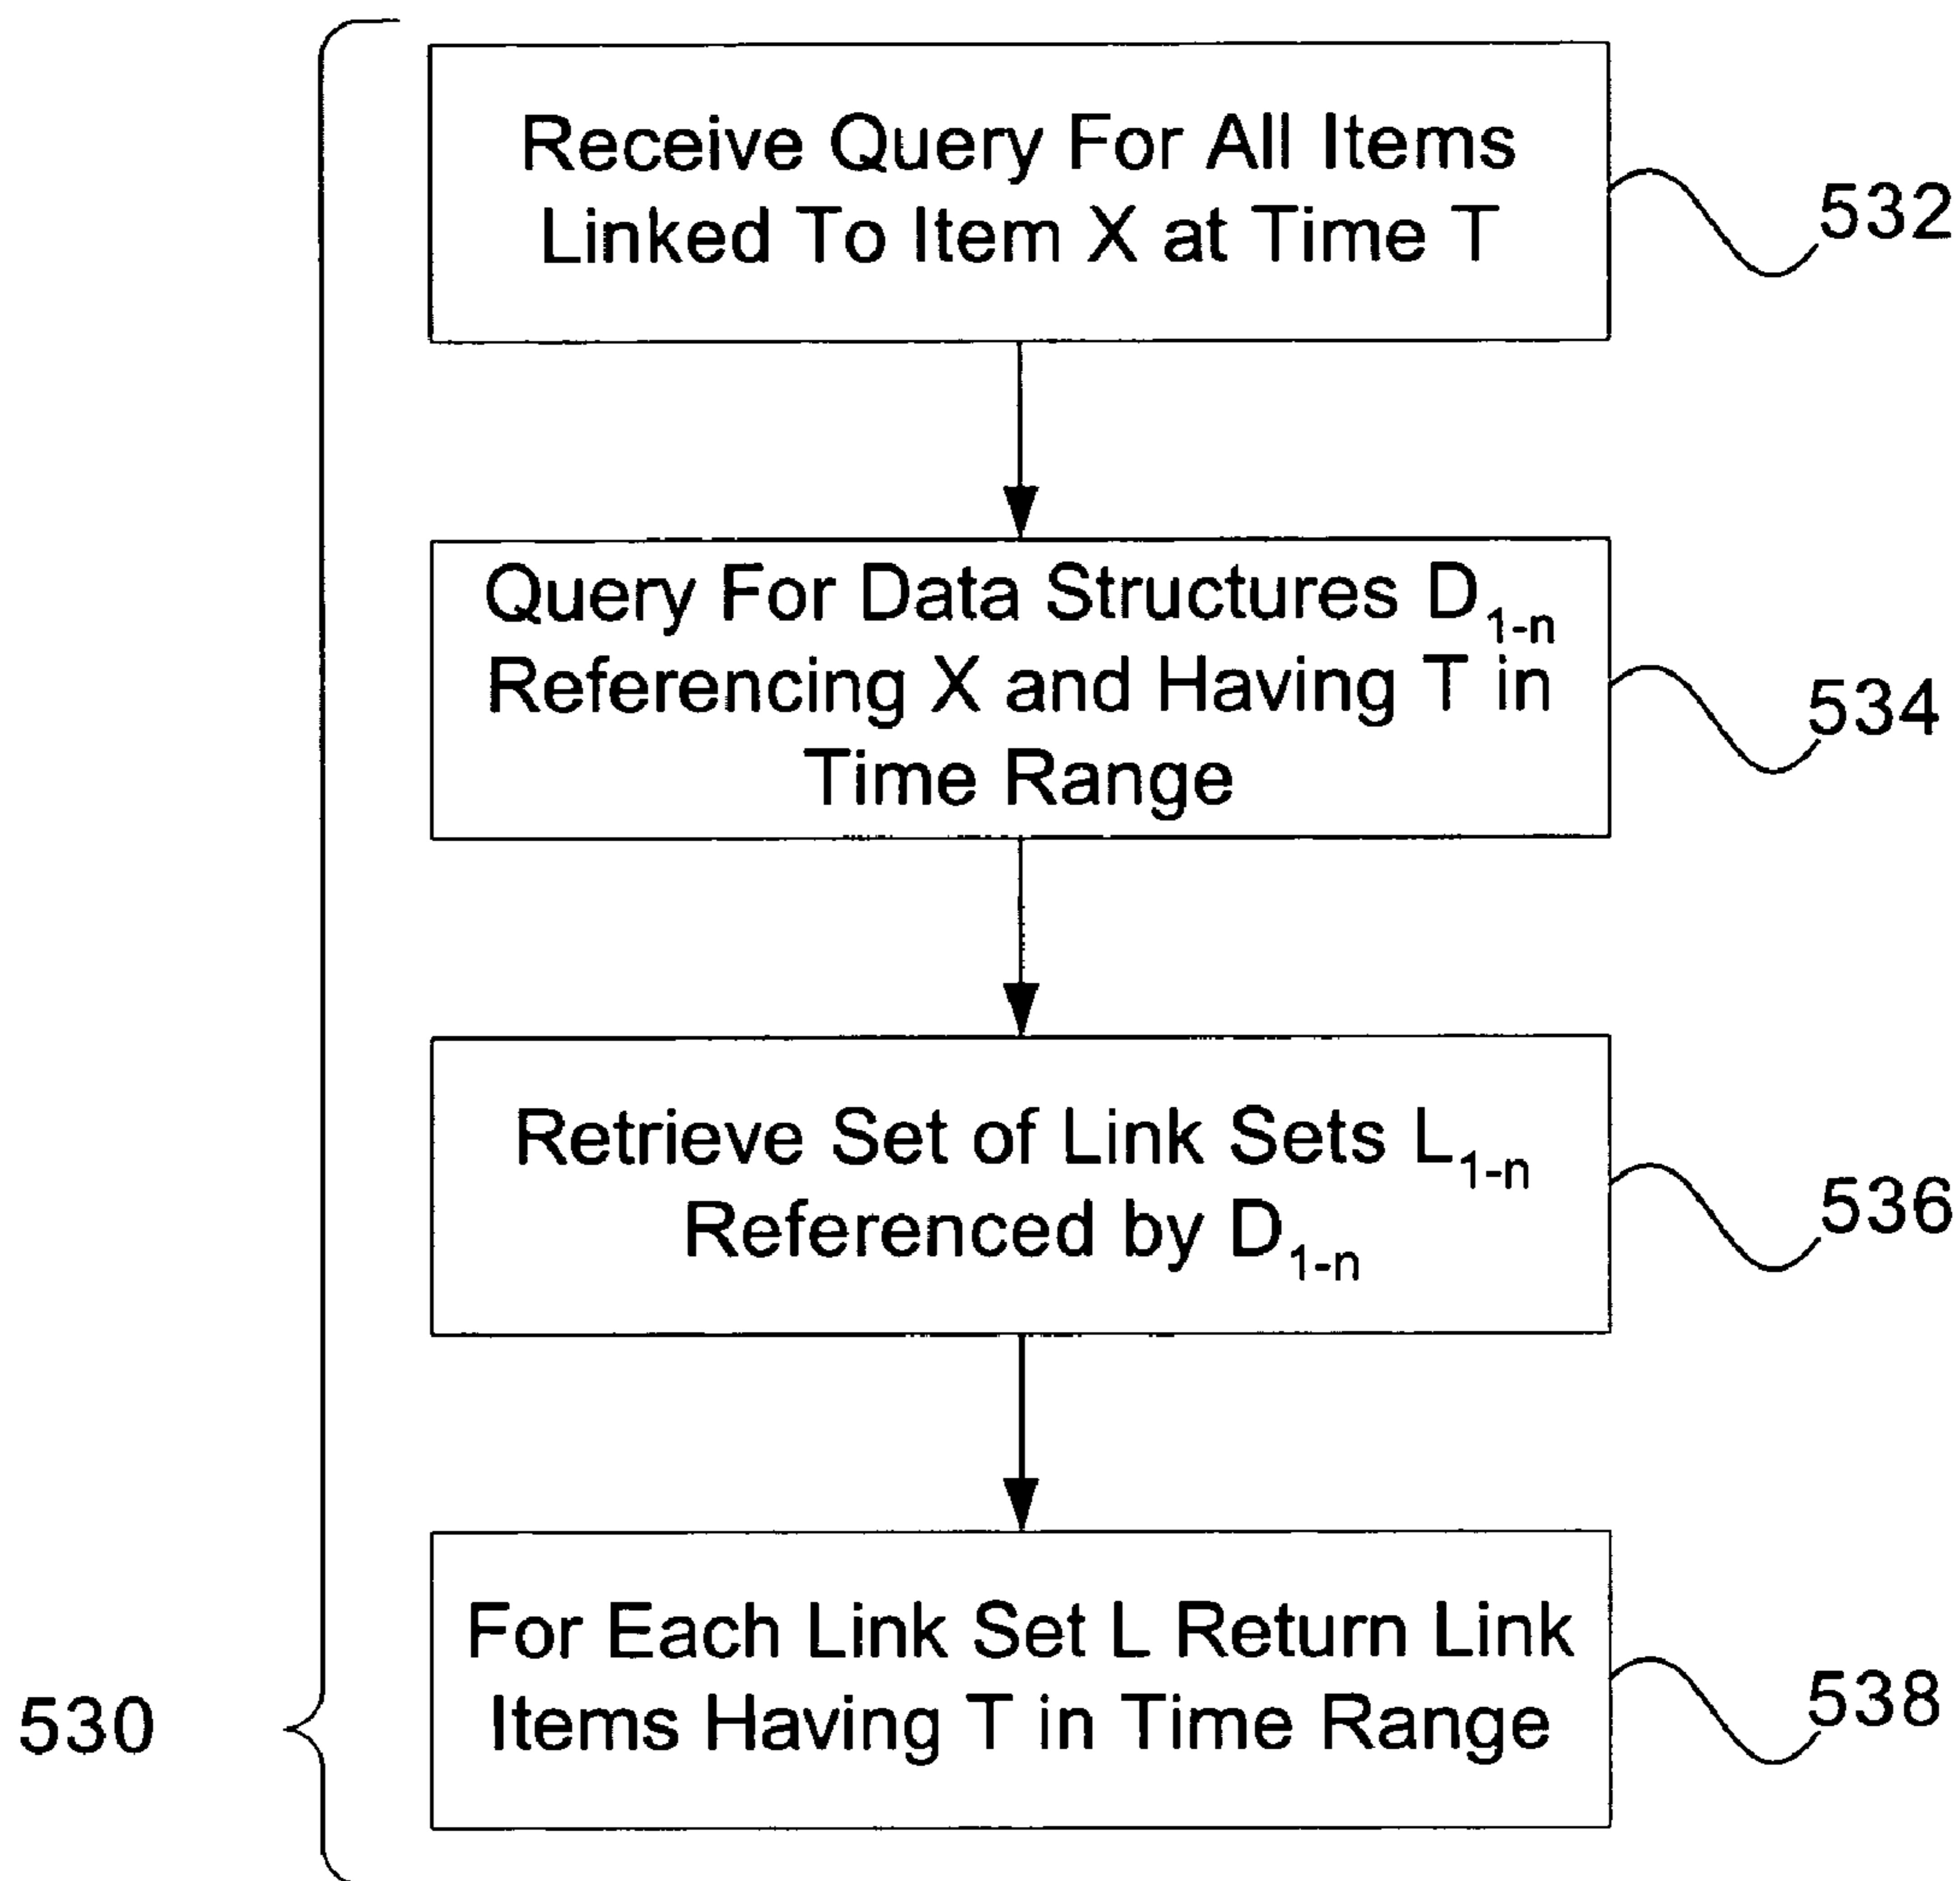 Receive Query For All Items
Linked To Item X at Time T
532
Query For Data Structures D1-n
Referencing X and Having T in
Time Range
534
Retrieve Set of Link Sets L1-n
Referenced by D1-n
536
For Each Link Set L Return Link
Items Having T in Time Range
538
530